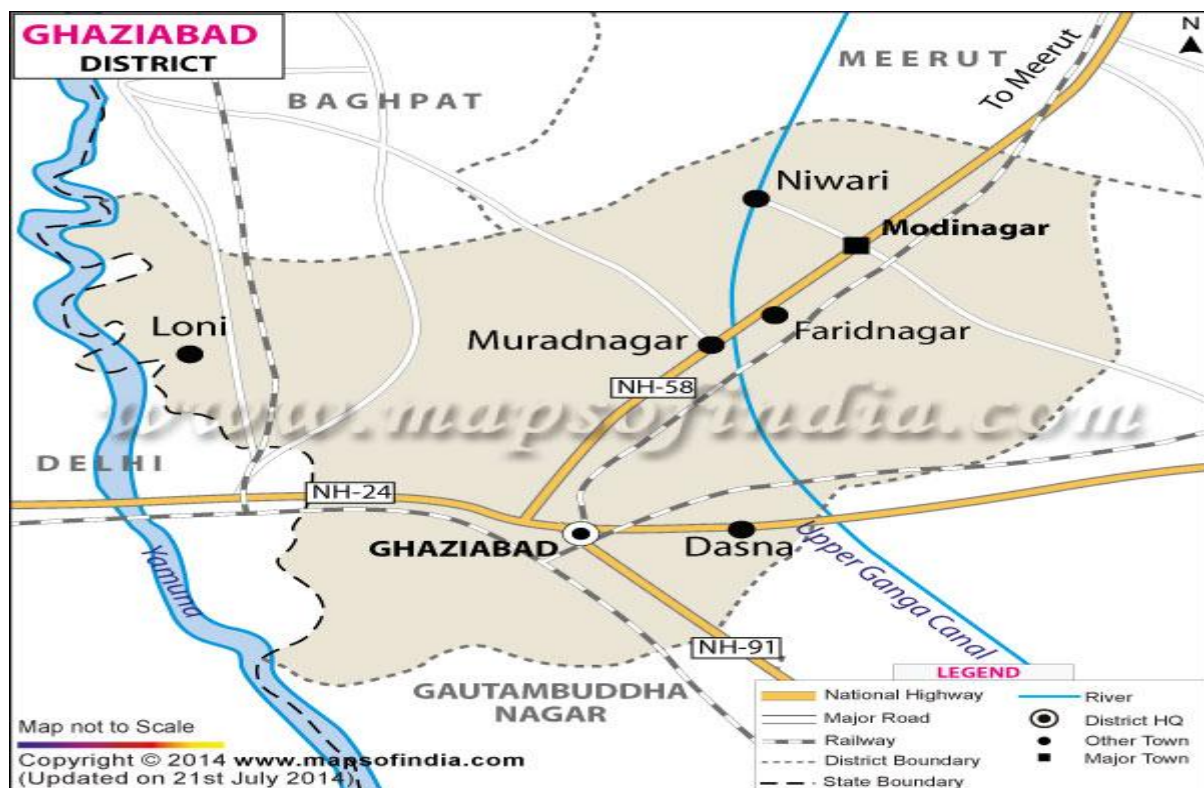 GHAZIABAD
DISTRICT
N
MEERUT
To Meerut
BAGHPAT
Niwari
Modinagar
Loni
Muradnagar
Faridnagar
NH-58
www.mapsofindia.com
DELHI
NH-24
GHAZIABAD
Dasna
Upper Ganga Canal
Yamuna
NH-91
GAUTAMBUDDHA
NAGAR
LEGEND
National Highway
Major Road
Railway
District Boundary
State Boundary
River
District HQ
Other Town
Major Town
Map not to Scale
Copyright © 2014 www.mapsofindia.com
(Updated on 21st July 2014)